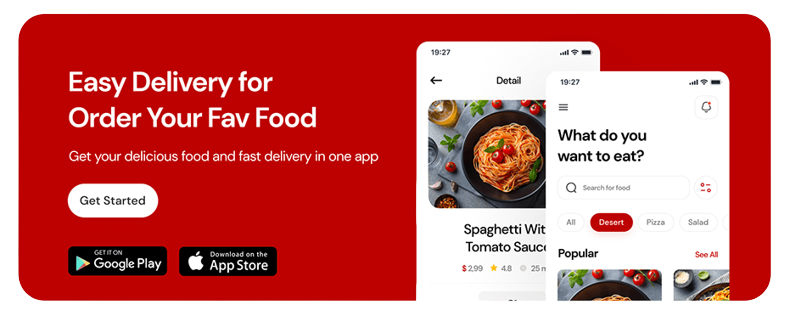 Easy Delivery for
Order Your Fav Food
Get your delicious food and fast delivery in one app
Get Started
GET IT ON
Google Play
Download on the
App Store
19:27
Detail
Spaghetti Wit
Tomato Sauce
$ 2,99 4.8 25 m
19:27
What do you
want to eat?
Search for food
All Desert Pizza Salad
Popular See All